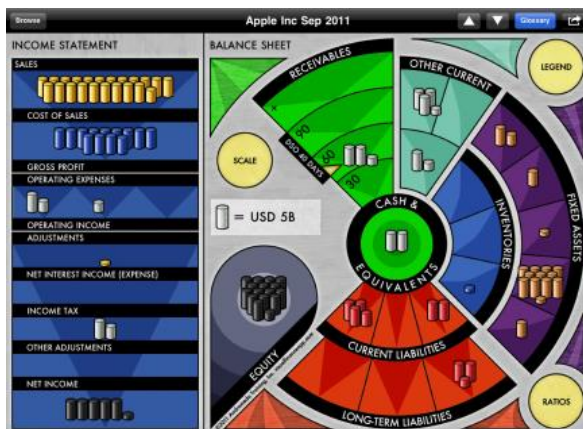 Browse
Apple Inc Sep 2011
Glossary
INCOME STATEMENT
SALES
COST OF SALES
GROSS PROFIT
OPERATING EXPENSES
OPERATING INCOME
ADJUSTMENTS
NET INTEREST INCOME (EXPENSE)
INCOME TAX
OTHER ADJUSTMENTS
NET INCOME
BALANCE SHEET
RECEIVABLES
+
90
60
30
DSO 40 DAYS
OTHER CURRENT
LEGEND
SCALE
= USD 5B
CASH &
EQUIVALENTS
INVENTORIES
FIXED ASSETS
EQUITY
CURRENT LIABILITIES
LONG-TERM LIABILITIES
RATIOS